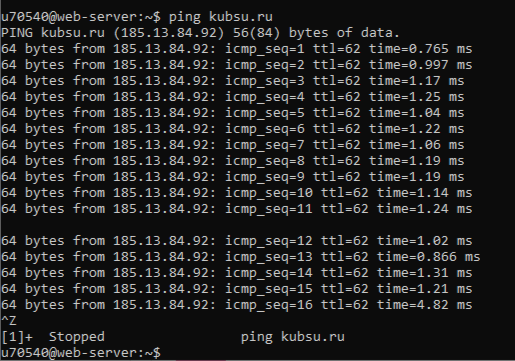 u70540@web-server:~$ ping kubsu.ru
PING kubsu.ru (185.13.84.92) 56(84) bytes of data.
64 bytes from 185.13.84.92: icmp_seq=1 ttl=62 time=0.765 ms
64 bytes from 185.13.84.92: icmp_seq=2 ttl=62 time=0.997 ms
64 bytes from 185.13.84.92: icmp_seq=3 ttl=62 time=1.17 ms
64 bytes from 185.13.84.92: icmp_seq=4 ttl=62 time=1.25 ms
64 bytes from 185.13.84.92: icmp_seq=5 ttl=62 time=1.04 ms
64 bytes from 185.13.84.92: icmp_seq=6 ttl=62 time=1.22 ms
64 bytes from 185.13.84.92: icmp_seq=7 ttl=62 time=1.06 ms
64 bytes from 185.13.84.92: icmp_seq=8 ttl=62 time=1.19 ms
64 bytes from 185.13.84.92: icmp_seq=9 ttl=62 time=1.19 ms
64 bytes from 185.13.84.92: icmp_seq=10 ttl=62 time=1.14 ms
64 bytes from 185.13.84.92: icmp_seq=11 ttl=62 time=1.24 ms

64 bytes from 185.13.84.92: icmp_seq=12 ttl=62 time=1.02 ms
64 bytes from 185.13.84.92: icmp_seq=13 ttl=62 time=0.866 ms
64 bytes from 185.13.84.92: icmp_seq=14 ttl=62 time=1.31 ms
64 bytes from 185.13.84.92: icmp_seq=15 ttl=62 time=1.21 ms
64 bytes from 185.13.84.92: icmp_seq=16 ttl=62 time=4.82 ms
^Z
[1]+  Stopped                 ping kubsu.ru
u70540@web-server:~$